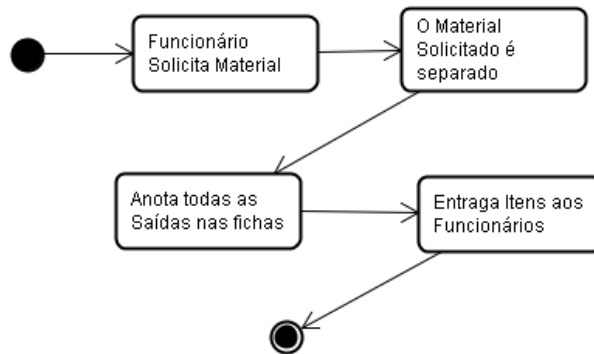 Funcionário
Solicita Material
O Material
Solicitado é
separado
Anota todas as
Saídas nas fichas
Entraga Itens aos
Funcionários